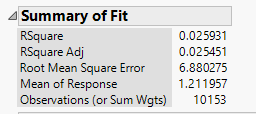 Summary of Fit
RSquare 0.025931
RSquare Adj 0.025451
Root Mean Square Error 6.880275
Mean of Response 1.211957
Observations (or Sum Wgts) 10153